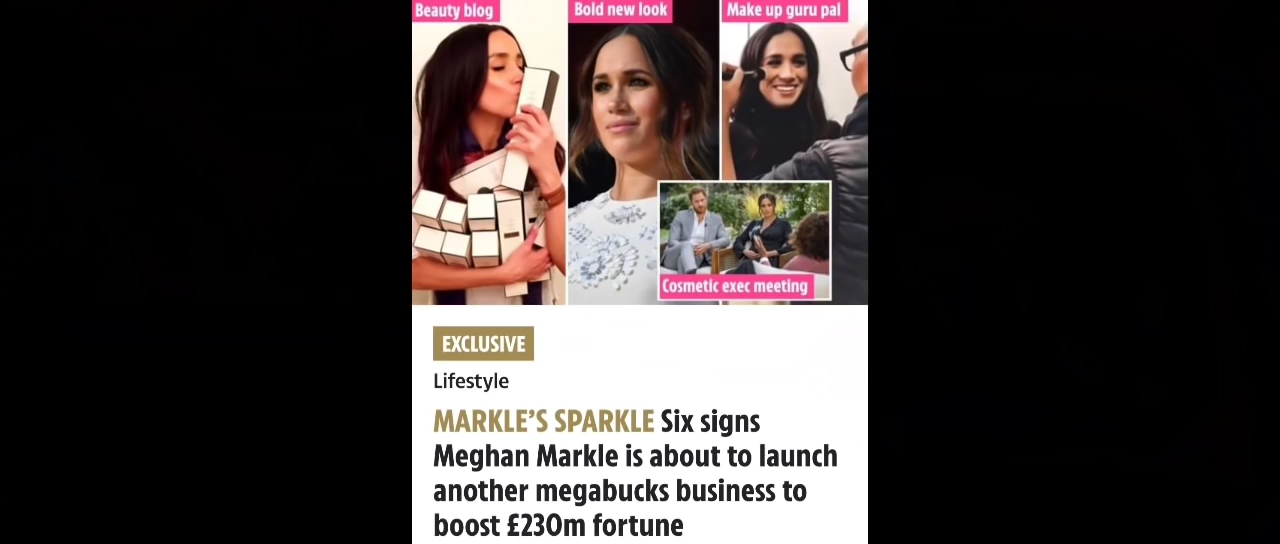 Beauty blog
Bold new look
Make up guru pal
Cosmetic exec meeting
EXCLUSIVE
Lifestyle
MARKLE’S SPARKLE Six signs
Meghan Markle is about to launch
another megabucks business to
boost £230m fortune